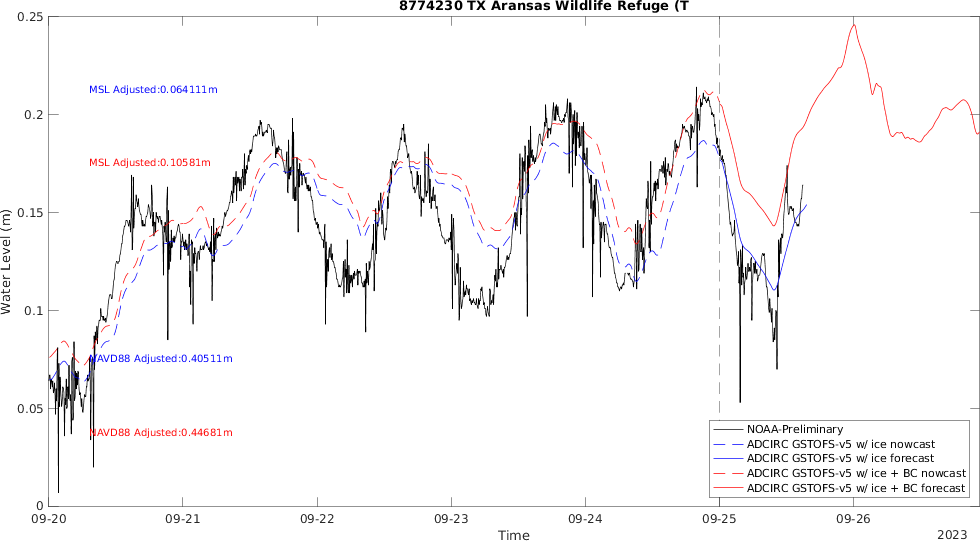 8774230 TX Aransas Wildlife Refuge (T
0.25
0.2
0.15
0.1
0.05
0
Water Level (m)
MSL Adjusted:0.064111m
MSL Adjusted:0.10581m
NAVD88 Adjusted:0.40511m
NAVD88 Adjusted:0.44681m
NOAA-Preliminary
ADCIRC GSTOFS-v5 w/ ice nowcast
ADCIRC GSTOFS-v5 w/ ice forecast
ADCIRC GSTOFS-v5 w/ ice + BC nowcast
ADCIRC GSTOFS-v5 w/ ice + BC forecast
09-20 09-21 09-22 09-23 09-24 09-25 09-26
Time
2023